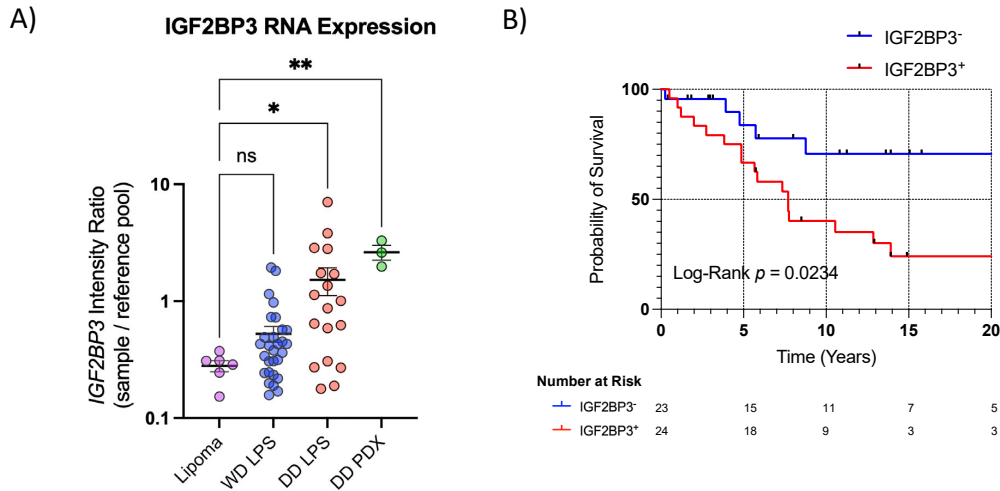 A)
IGF2BP3 RNA Expression
**
*
ns
IGF2BP3 Intensity Ratio
(sample / reference pool)
10
1
0.1
Lipoma
WD LPS
DD LPS
DD PDX
B)
IGF2BP3-
IGF2BP3+
Probability of Survival
100
50
0
Log-Rank p = 0.0234
0 5 10 15 20
Time (Years)
Number at Risk
IGF2BP3- 23 15 11 7 5
IGF2BP3+ 24 18 9 3 3